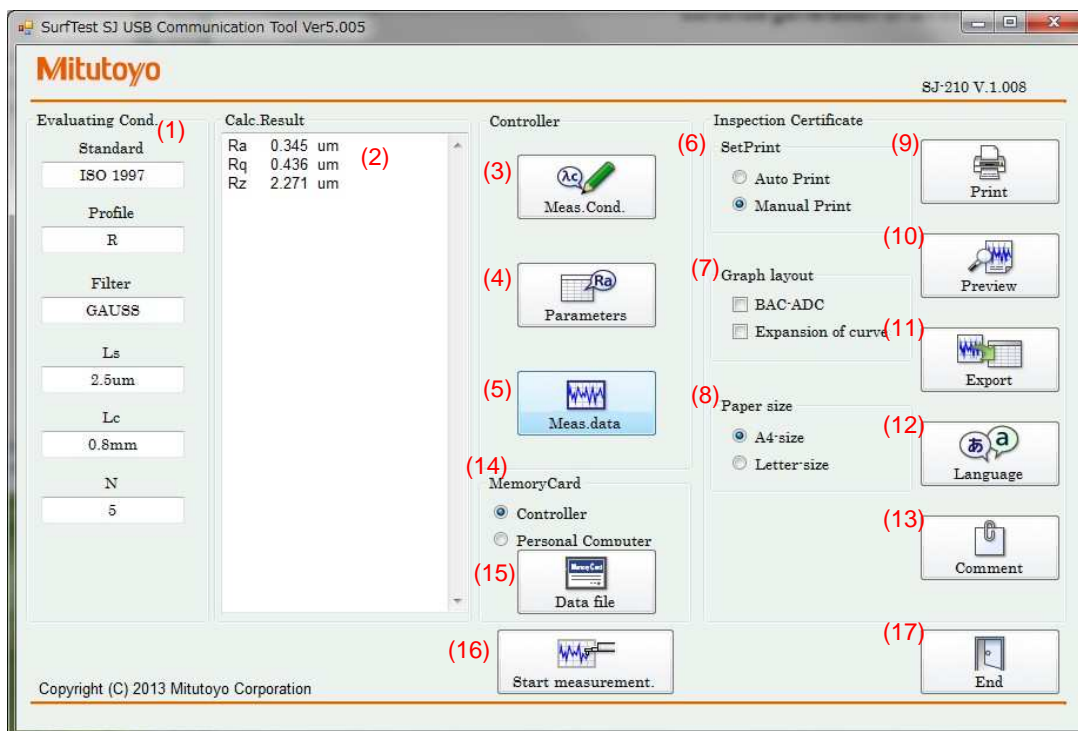 SurfTest SJ USB Communication Tool Ver5.005
Mitutoyo
SJ-210 V.1.008
Evaluating Cond.
(1)
Standard
ISO 1997
Profile
R
Filter
GAUSS
Ls
2.5um
Lc
0.8mm
N
5
Calc.Result
Ra 0.345 um
Rq 0.436 um
Rz 2.271 um
(2)
Controller
(3)
λc
Meas.Cond.
(4)
Ra
Parameters
(5)
Meas.data
(14)
MemoryCard
Controller
Personal Computer
(15)
Memory Card
Data file
(16)
Start measurement.
Inspection Certificate
(6)
SetPrint
Auto Print
Manual Print
(7)
Graph layout
BAC-ADC
Expansion of curve
(8)
Paper size
A4-size
Letter-size
(9)
Print
(10)
Preview
(11)
Export
(12)
あ a
Language
(13)
Comment
(17)
End
Copyright (C) 2013 Mitutoyo Corporation